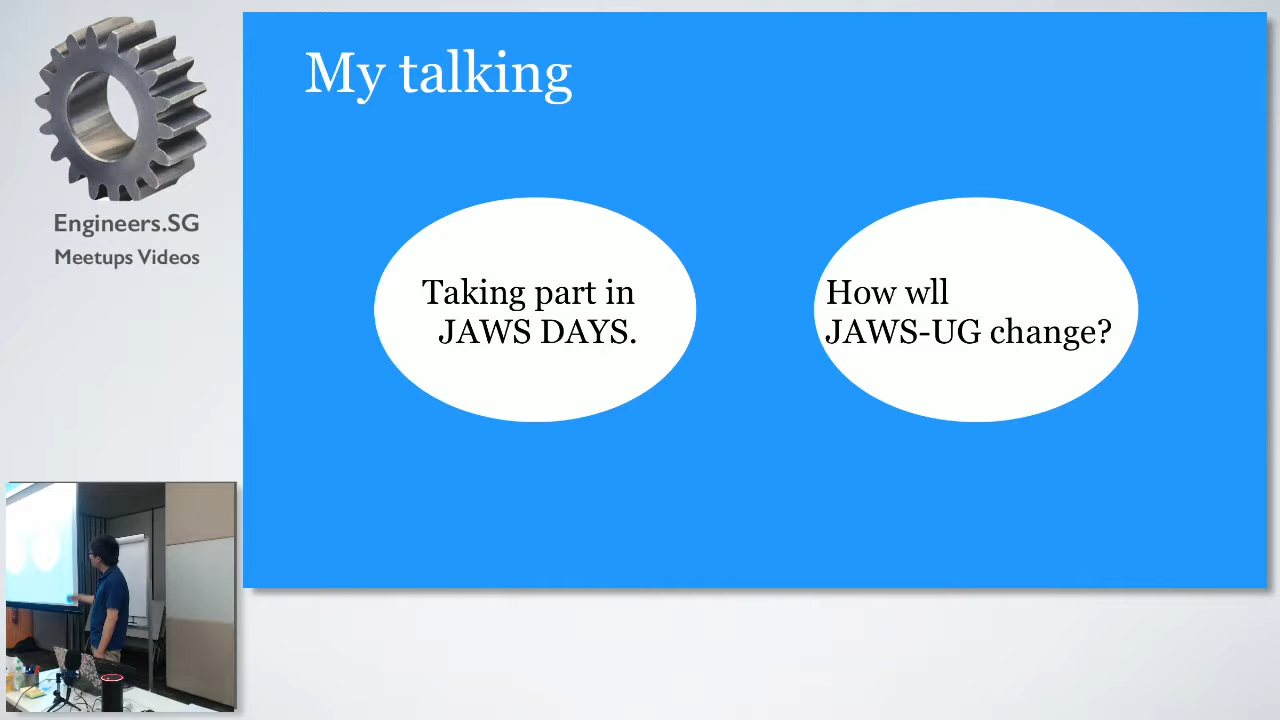 My talking
Taking part in
JAWS DAYS.
How wll
JAWS-UG change?
Engineers.SG
Meetups Videos